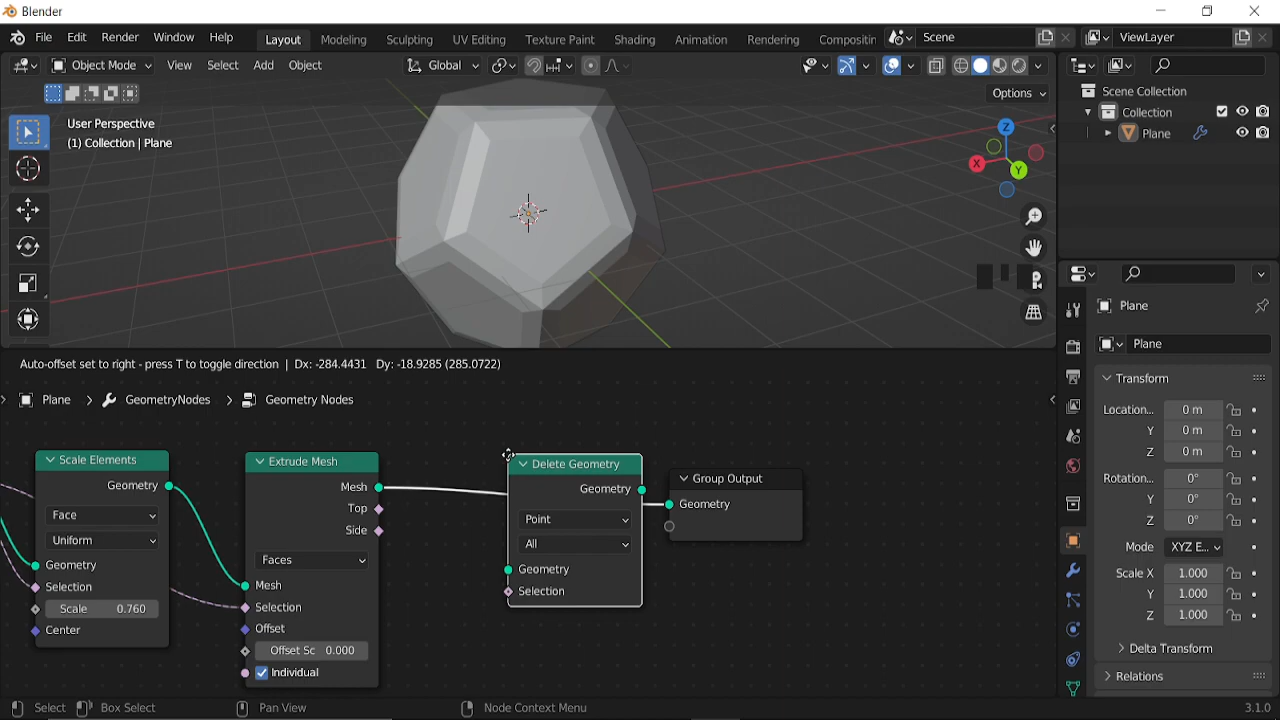 Blender
File Edit Render Window Help
Layout Modeling Sculpting UV Editing Texture Paint Shading Animation Rendering Compositin
Scene ViewLayer
Object Mode View Select Add Object Global
Options
User Perspective
(1) Collection | Plane
Z
X
Y
Scene Collection
Collection
Plane
Auto-offset set to right - press T to toggle direction | Dx: -284.4431 Dy: -18.9285 (285.0722)
Plane GeometryNodes Geometry Nodes
Scale Elements
Geometry
Face
Uniform
Geometry
Selection
Scale 0.760
Center
Extrude Mesh
Mesh
Top
Side
Faces
Mesh
Selection
Offset
Offset Sc 0.000
Individual
Delete Geometry
Geometry
Point
All
Geometry
Selection
Group Output
Geometry
Plane
Plane
Transform
Location... 0 m
Y 0 m
Z 0 m
Rotation... 0°
Y 0°
Z 0°
Mode XYZ E...
Scale X 1.000
Y 1.000
Z 1.000
Delta Transform
Relations
Select Box Select Pan View Node Context Menu 3.1.0